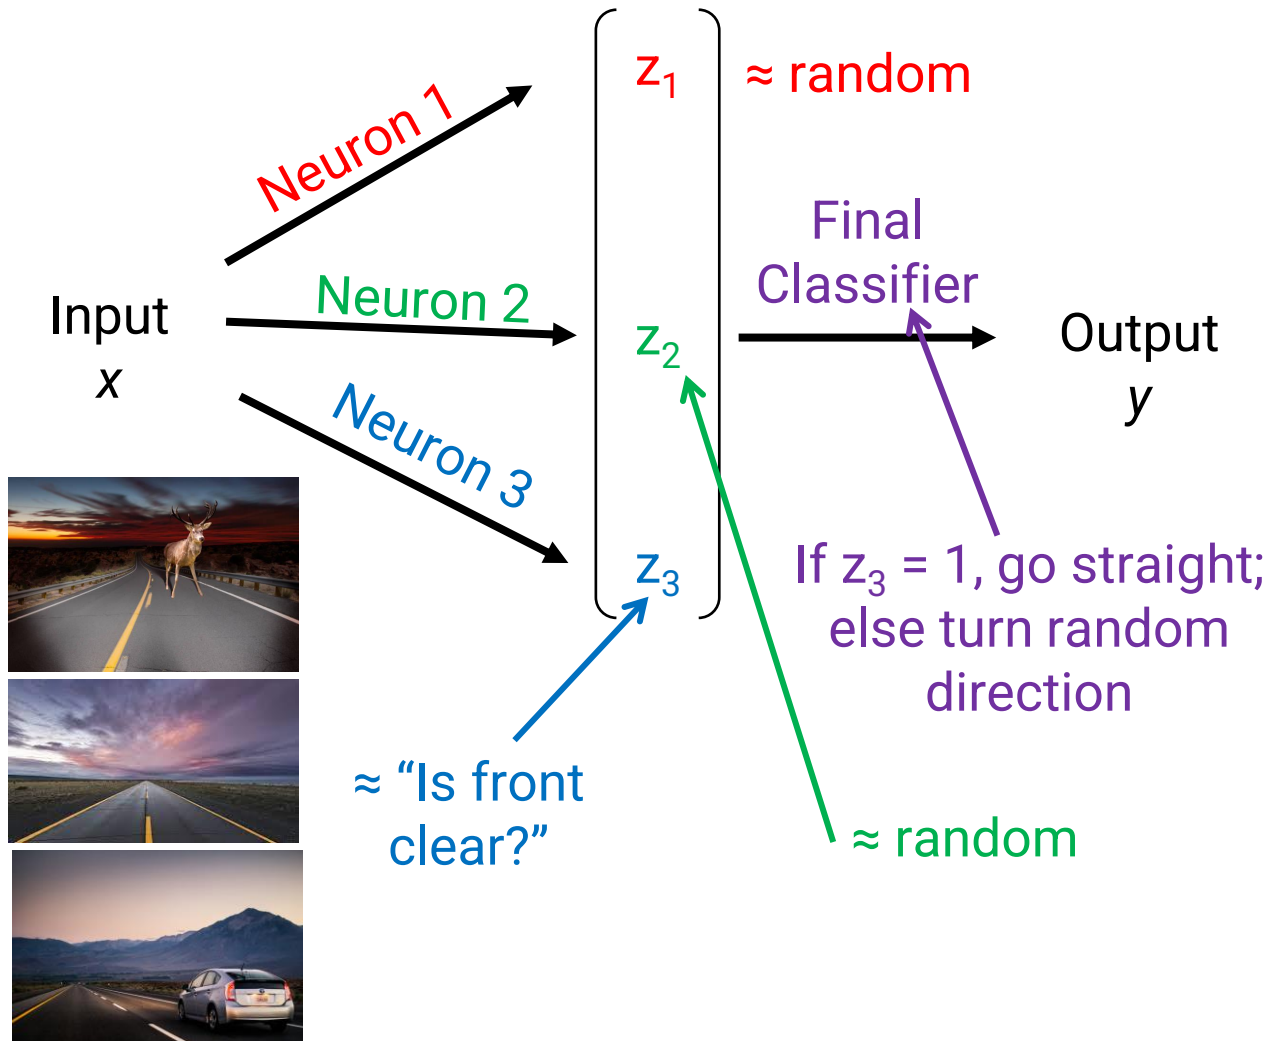 z₁ ≈ random
Neuron 1
Final
Classifier
Neuron 2
Input
x
z₂
Output
y
Neuron 3
z₃
If z₃ = 1, go straight;
else turn random
direction
≈ “Is front
clear?”
≈ random